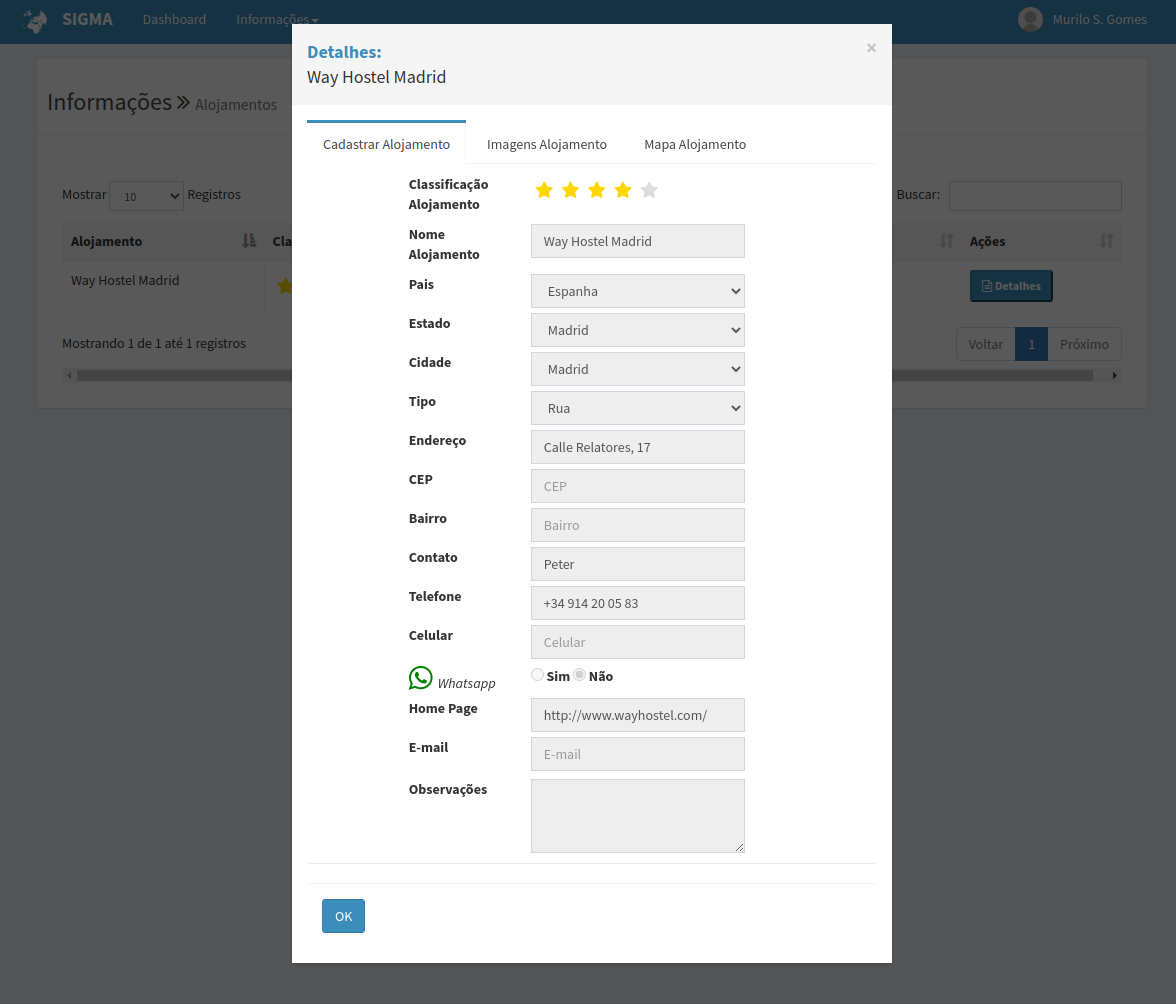 SIGMA Dashboard Informações Murilo S. Gomes
Detalhes: ×
Way Hostel Madrid
Informações » Alojamentos
Cadastrar Alojamento Imagens Alojamento Mapa Alojamento
Mostrar 10 Registros Buscar:
Alojamento Cla Ações
Way Hostel Madrid Detalhes
Mostrando 1 de 1 até 1 registros Voltar 1 Próximo
Classificação
Alojamento
Nome
Alojamento
Way Hostel Madrid
Pais Espanha
Estado Madrid
Cidade Madrid
Tipo Rua
Endereço Calle Relatores, 17
CEP CEP
Bairro Bairro
Contato Peter
Telefone +34 914 20 05 83
Celular Celular
Whatsapp Sim Não
Home Page http://www.wayhostel.com/
E-mail E-mail
Observações
OK